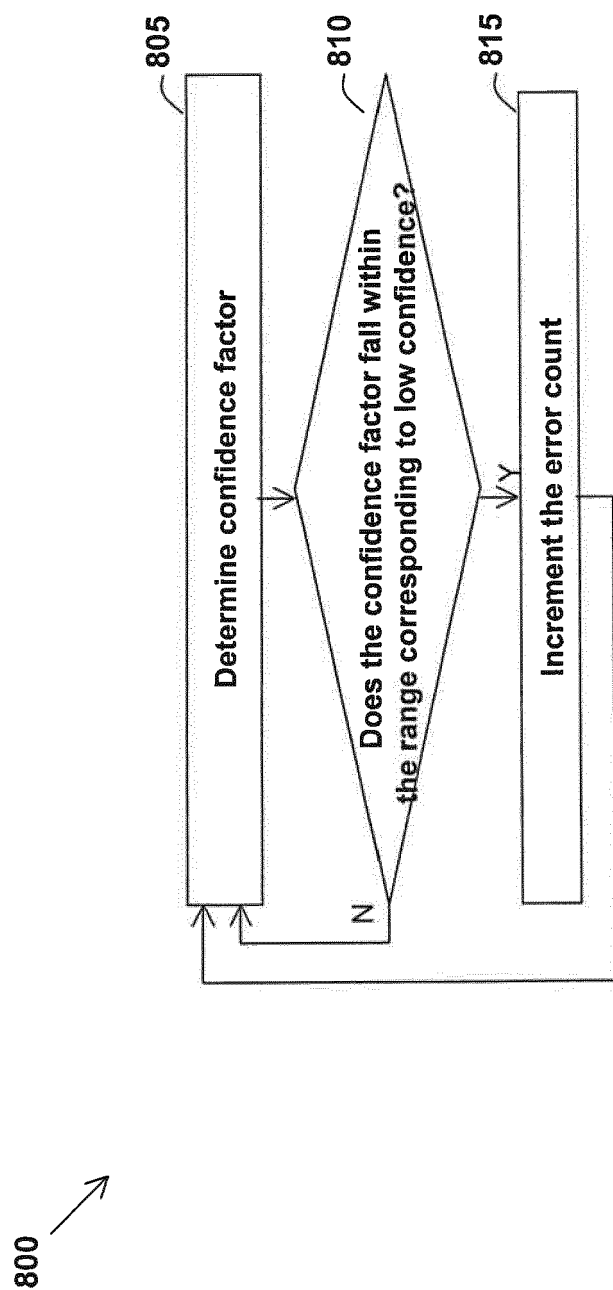 800
805
Determine confidence factor
810
Does the confidence factor fall within
the range corresponding to low confidence?
N
Y
815
Increment the error count